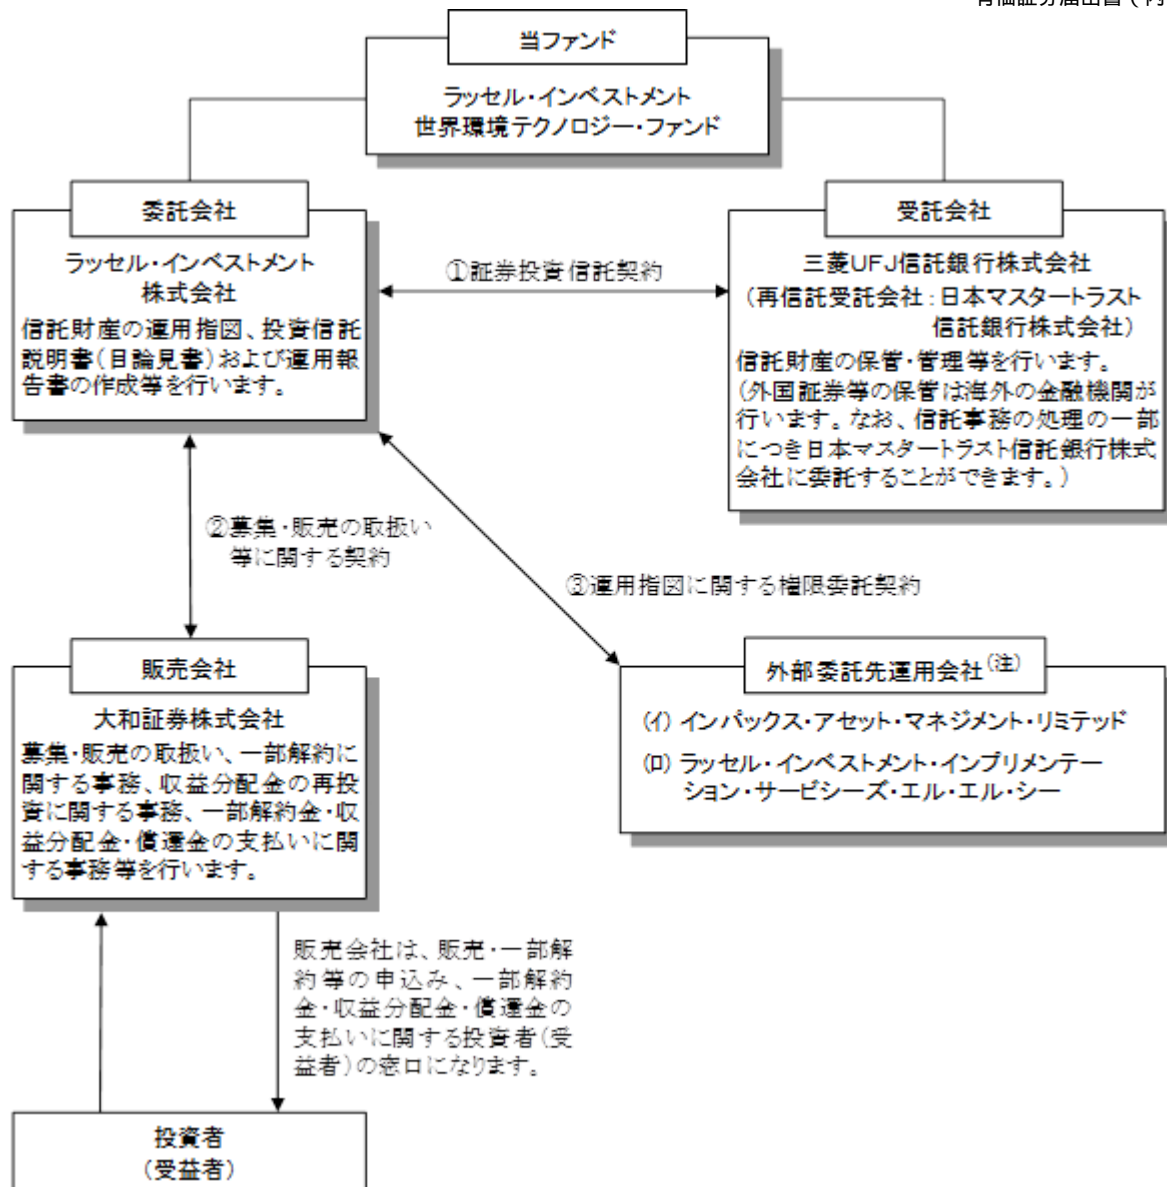 当ファンド
ラッセル・インベストメント
世界環境テクノロジー・ファンド
委託会社
ラッセル・インベストメント
株式会社
信託財産の運用指図、投資信託
説明書(目論見書)および運用報
告書の作成等を行います。
①証券投資信託契約
受託会社
三菱UFJ信託銀行株式会社
(再信託受託会社:日本マスタートラスト
信託銀行株式会社)
信託財産の保管・管理等を行います。
(外国証券等の保管は海外の金融機関が
行います。なお、信託事務の処理の一部
につき日本マスタートラスト信託銀行株式
会社に委託することができます。)
②募集・販売の取扱い
等に関する契約
③運用指図に関する権限委託契約
販売会社
大和証券株式会社
募集・販売の取扱い、一部解約に
関する事務、収益分配金の再投
資に関する事務、一部解約金・収
益分配金・償還金の支払いに関
する事務等を行います。
外部委託先運用会社(注)
(イ) インパックス・アセット・マネジメント・リミテッド
(ロ) ラッセル・インベストメント・インプリメンテー
ション・サービシーズ・エル・エル・シー
販売会社は、販売・一部解
約等の申込み、一部解約
金・収益分配金・償還金の
支払いに関する投資者(受
益者)の窓口になります。
投資者
(受益者)